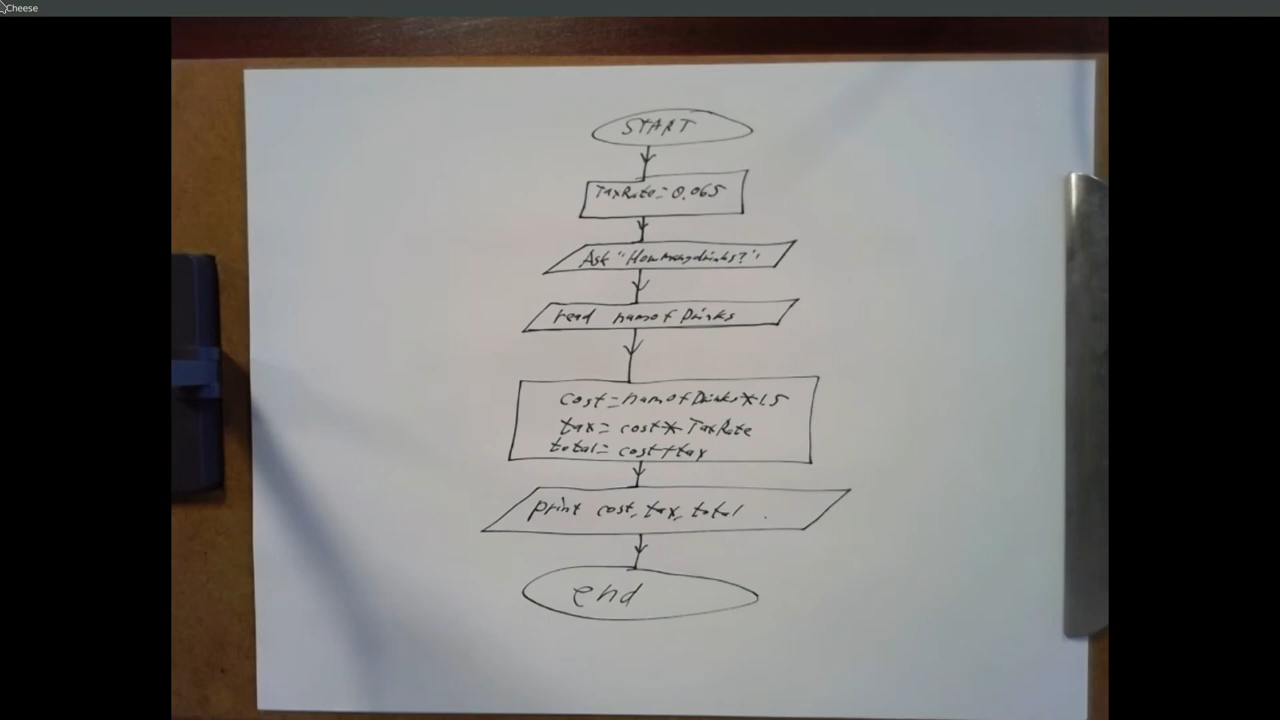 Cheese
START
TaxRate=0.065
Ask "How many drinks?"
read numofDrinks
cost=numofDrinks*1.5
tax=cost*TaxRate
total=cost+tax
print cost, tax, total
end